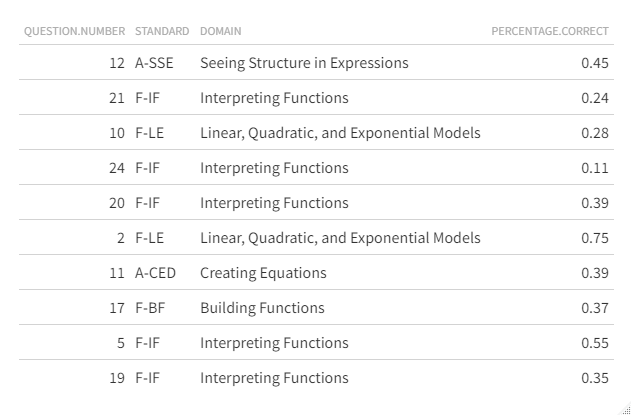 QUESTION.NUMBER STANDARD DOMAIN PERCENTAGE.CORRECT
12 A-SSE Seeing Structure in Expressions 0.45
21 F-IF Interpreting Functions 0.24
10 F-LE Linear, Quadratic, and Exponential Models 0.28
24 F-IF Interpreting Functions 0.11
20 F-IF Interpreting Functions 0.39
2 F-LE Linear, Quadratic, and Exponential Models 0.75
11 A-CED Creating Equations 0.39
17 F-BF Building Functions 0.37
5 F-IF Interpreting Functions 0.55
19 F-IF Interpreting Functions 0.35